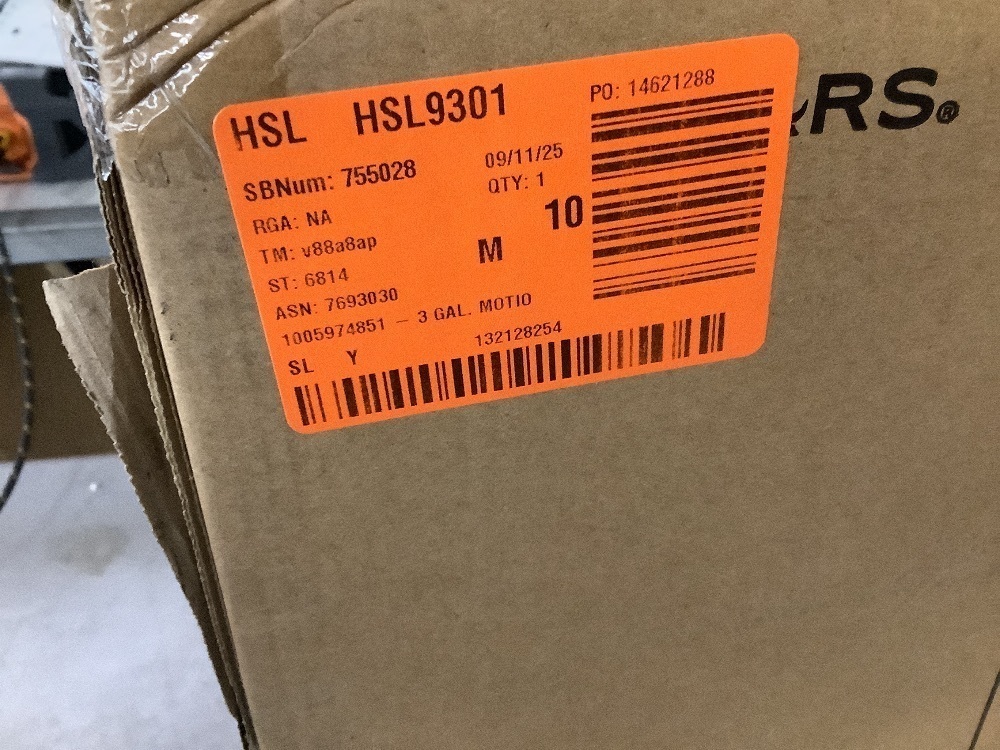 HSL HSL9301
PO: 14621288
SBNum: 755028
09/11/25
QTY: 1
RGA: NA
10
TM: v88a8ap
M
ST: 6814
ASN: 7693030
1005974851 – 3 GAL. MOTIO
SL Y
132128254
RS®